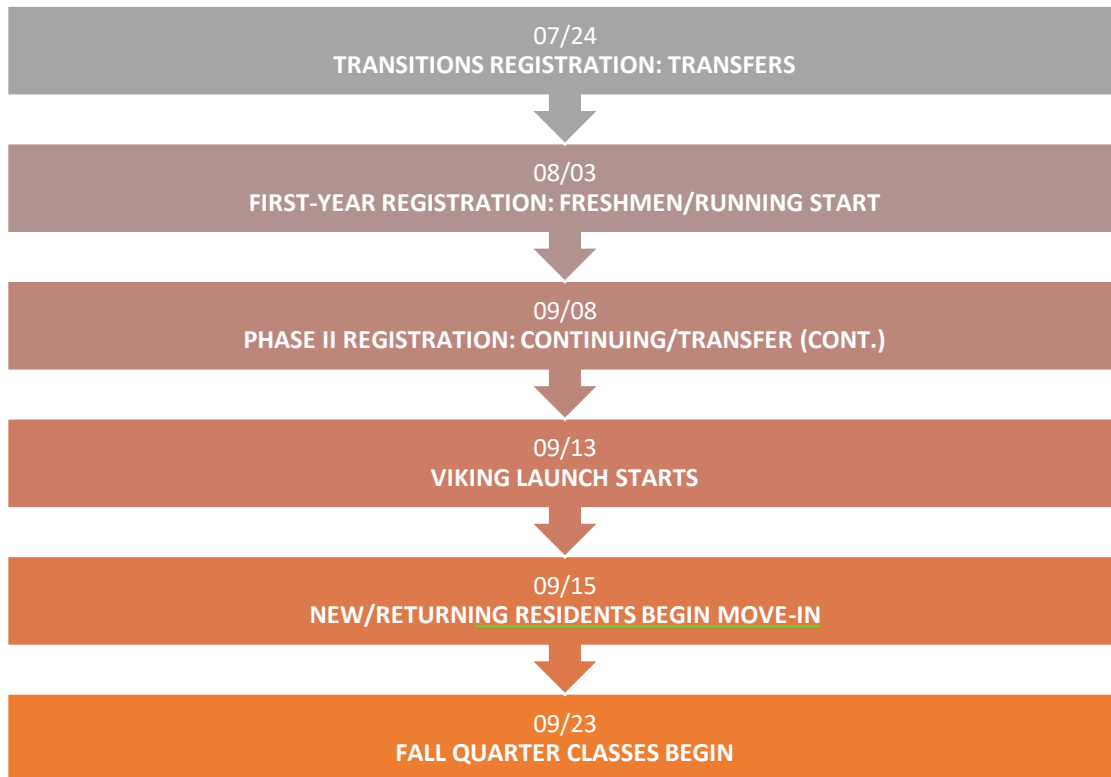 07/24
TRANSITIONS REGISTRATION: TRANSFERS
08/03
FIRST-YEAR REGISTRATION: FRESHMEN/RUNNING START
09/08
PHASE II REGISTRATION: CONTINUING/TRANSFER (CONT.)
09/13
VIKING LAUNCH STARTS
09/15
NEW/RETURNING RESIDENTS BEGIN MOVE-IN
09/23
FALL QUARTER CLASSES BEGIN